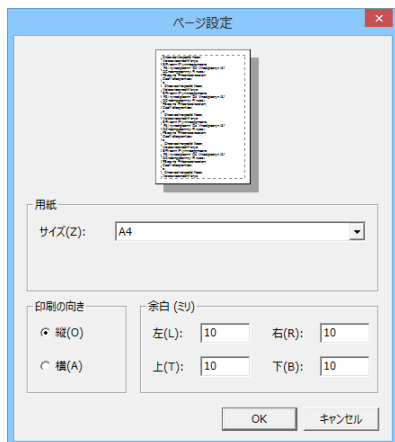 ページ設定
用紙
サイズ(Z): A4
印刷の向き
縦(O)
横(A)
余白 (ミリ)
左(L): 10 右(R): 10
上(T): 10 下(B): 10
OK キャンセル